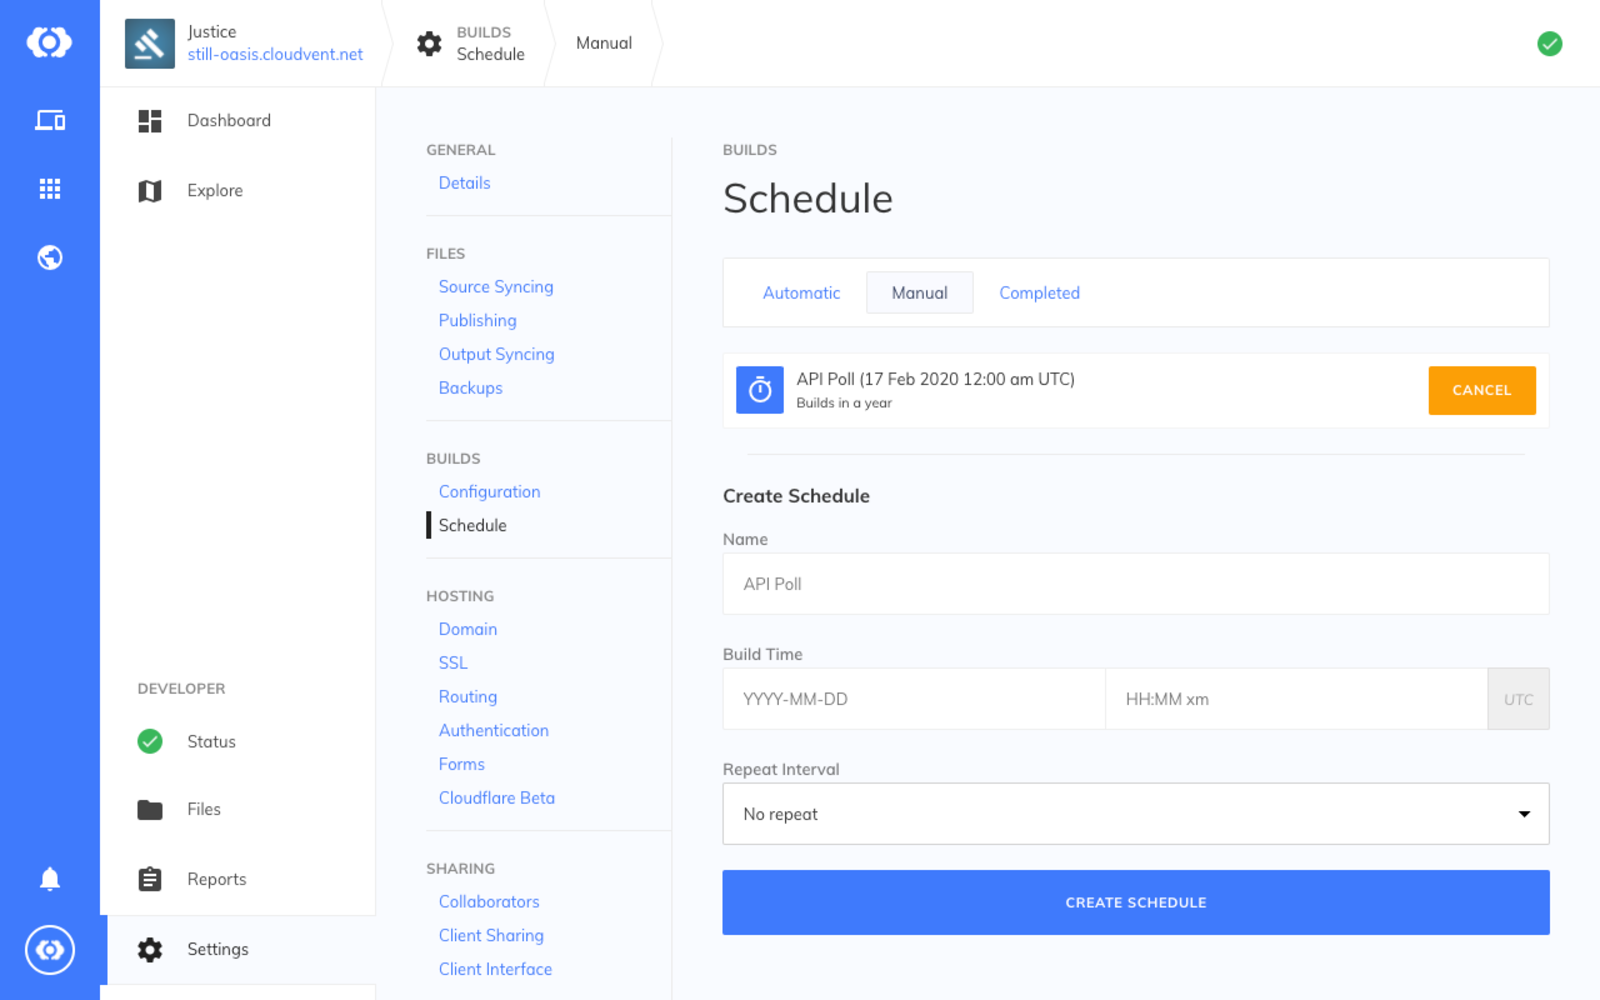 Justice
still-oasis.cloudvent.net
BUILDS
Schedule
Manual
Dashboard
Explore
DEVELOPER
Status
Files
Reports
Settings
GENERAL
Details
FILES
Source Syncing
Publishing
Output Syncing
Backups
BUILDS
Configuration
Schedule
HOSTING
Domain
SSL
Routing
Authentication
Forms
Cloudflare Beta
SHARING
Collaborators
Client Sharing
Client Interface
BUILDS
Schedule
Automatic
Manual
Completed
API Poll (17 Feb 2020 12:00 am UTC)
Builds in a year
CANCEL
Create Schedule
Name
API Poll
Build Time
YYYY-MM-DD
HH:MM xm
UTC
Repeat Interval
No repeat
CREATE SCHEDULE